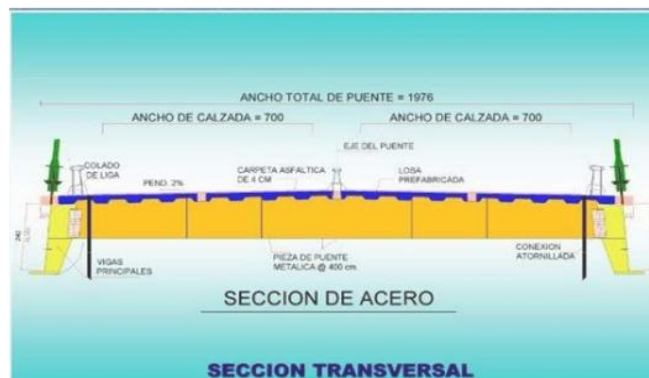 ANCHO TOTAL DE PUENTE = 1976
ANCHO DE CALZADA = 700
ANCHO DE CALZADA = 700
EJE DEL PUENTE
COLADO
DE LIGA
PEND. 2%
CARPETA ASFALTICA
DE 4 CM
LOSA
PREFABRICADA
240
VIGAS
PRINCIPALES
PIEZA DE PUENTE
METALICA @ 400 cm.
CONEXION
ATORNILLADA
SECCION DE ACERO
SECCION TRANSVERSAL